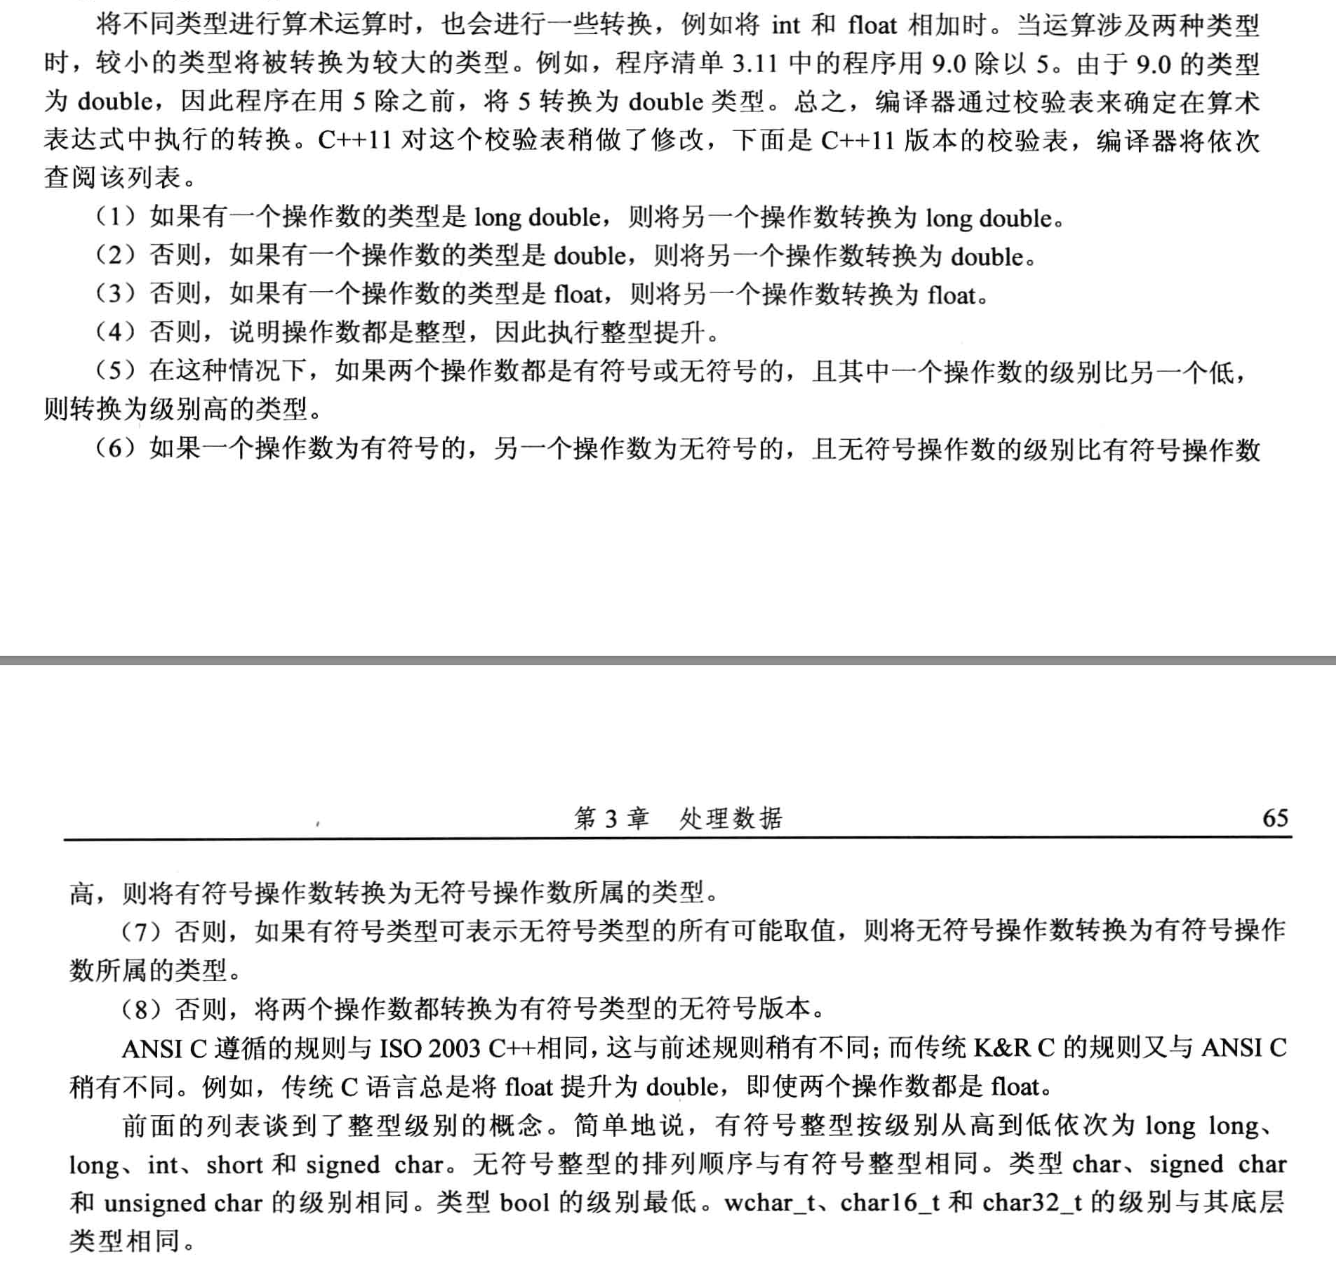 将不同类型进行算术运算时，也会进行一些转换，例如将 int 和 float 相加时。当运算涉及两种类型
时，较小的类型将被转换为较大的类型。例如，程序清单 3.11 中的程序用 9.0 除以 5。由于 9.0 的类型
为 double，因此程序在用 5 除之前，将 5 转换为 double 类型。总之，编译器通过校验表来确定在算术
表达式中执行的转换。C++11 对这个校验表稍做了修改，下面是 C++11 版本的校验表，编译器将依次
查阅该列表。
（1）如果有一个操作数的类型是 long double，则将另一个操作数转换为 long double。
（2）否则，如果有一个操作数的类型是 double，则将另一个操作数转换为 double。
（3）否则，如果有一个操作数的类型是 float，则将另一个操作数转换为 float。
（4）否则，说明操作数都是整型，因此执行整型提升。
（5）在这种情况下，如果两个操作数都是有符号或无符号的，且其中一个操作数的级别比另一个低，
则转换为级别高的类型。
（6）如果一个操作数为有符号的，另一个操作数为无符号的，且无符号操作数的级别比有符号操作数
第 3 章 处理数据 65
高，则将有符号操作数转换为无符号操作数所属的类型。
（7）否则，如果有符号类型可表示无符号类型的所有可能取值，则将无符号操作数转换为有符号操作
数所属的类型。
（8）否则，将两个操作数都转换为有符号类型的无符号版本。
ANSI C 遵循的规则与 ISO 2003 C++相同，这与前述规则稍有不同；而传统 K&R C 的规则又与 ANSI C
稍有不同。例如，传统 C 语言总是将 float 提升为 double，即使两个操作数都是 float。
前面的列表谈到了整型级别的概念。简单地说，有符号整型按级别从高到低依次为 long long、
long、int、short 和 signed char。无符号整型的排列顺序与有符号整型相同。类型 char、signed char
和 unsigned char 的级别相同。类型 bool 的级别最低。wchar_t、char16_t 和 char32_t 的级别与其底层
类型相同。